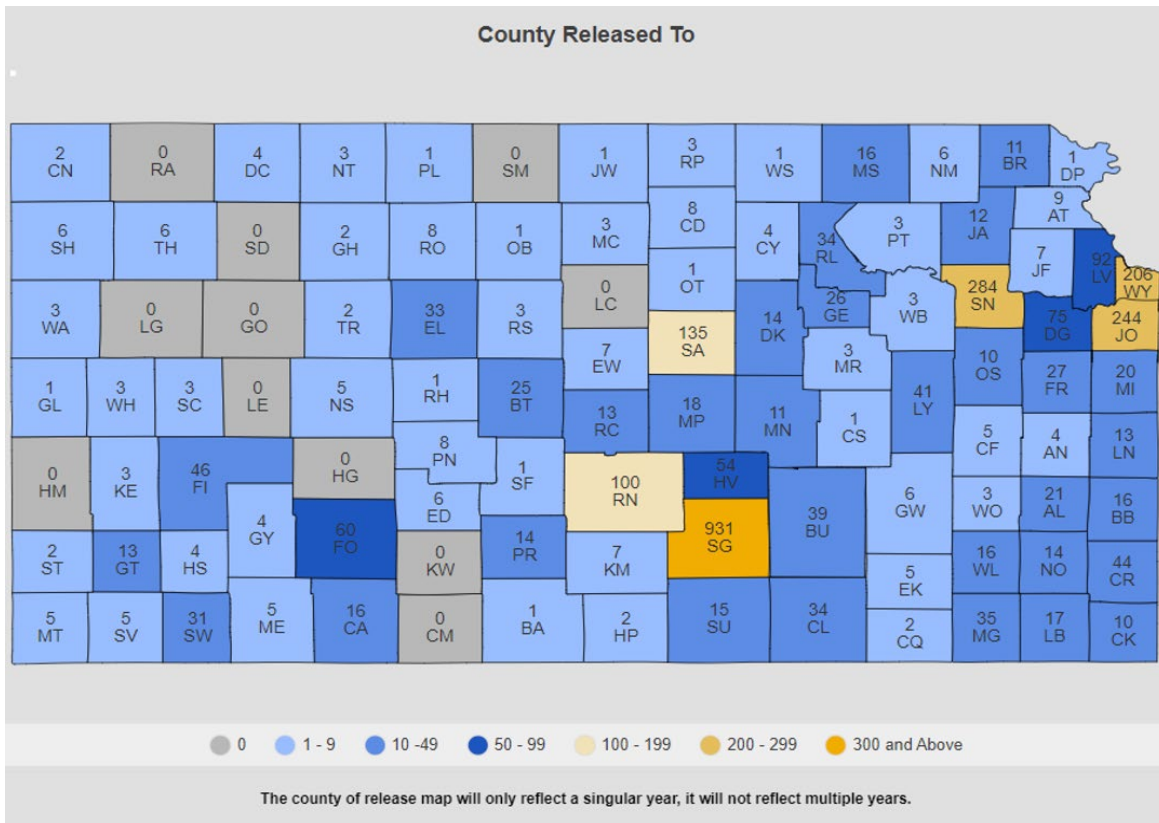 County Released To
2 0 4 3 1 0 1 3 1 16 6 11 1
CN RA DC NT PL SM JW RP WS MS NM BR DP
6 6 0 2 8 1 3 8 4 34 3 12 9
SH TH SD GH RO OB MC CD CY RL PT JA AT
7 92 206
JF LV WY
3 0 0 2 33 3 0 1 14 26 3 284 75 244
WA LG GO TR EL RS LC OT DK GE WB SN DG JO
7 135 3
EW SA MR
1 3 3 0 5 1 25 13 18 11 1 41 10 27 20
GL WH SC LE NS RH BT RC MP MN CS LY OS FR MI
0 3 46 0 8 1 100 54 5 4 13
HM KE FI HG PN SF RN HV CF AN LN
4 60 6 931 39 6 3 21 16
GY FO ED SG BU GW WO AL BB
2 13 4 0 14 7 5 16 14 44
ST GT HS KW PR KM EK WL NO CR
5 5 31 5 16 0 1 2 15 34 2 35 17 10
MT SV SW ME CA CM BA HP SU CL CQ MG LB CK
0 1 - 9 10 -49 50 - 99 100 - 199 200 - 299 300 and Above
The county of release map will only reflect a singular year, it will not reflect multiple years.